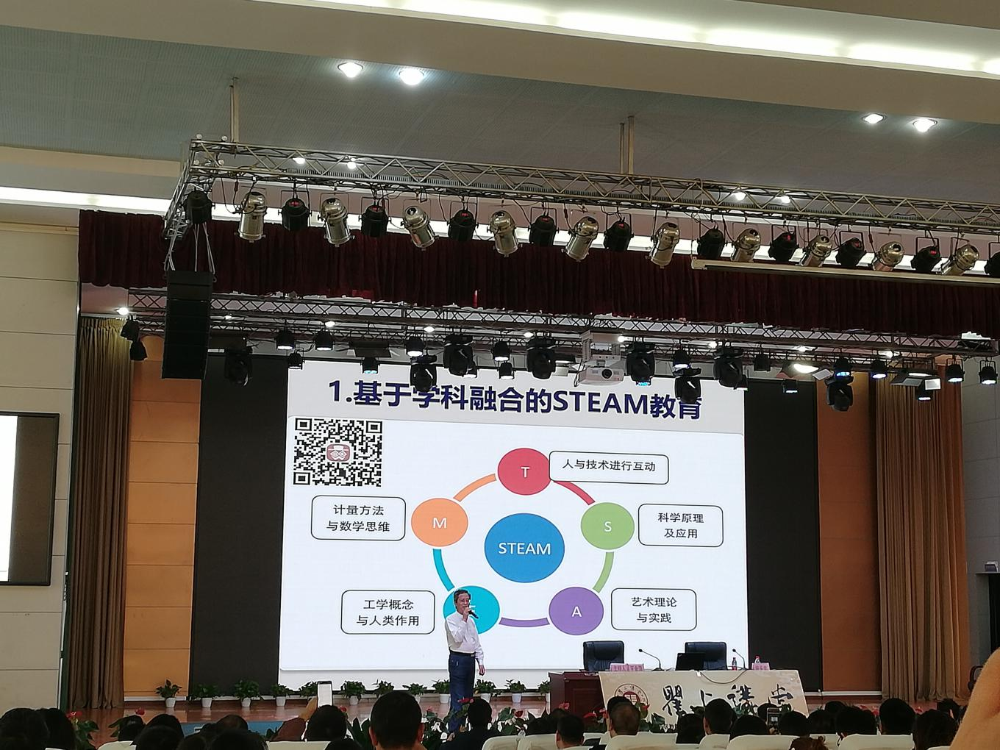 1.基于学科融合的STEAM教育
T
人与技术进行互动
计量方法
与数学思维
M
S
科学原理
及应用
STEAM
工学概念
与人类作用
A
艺术理论
与实践